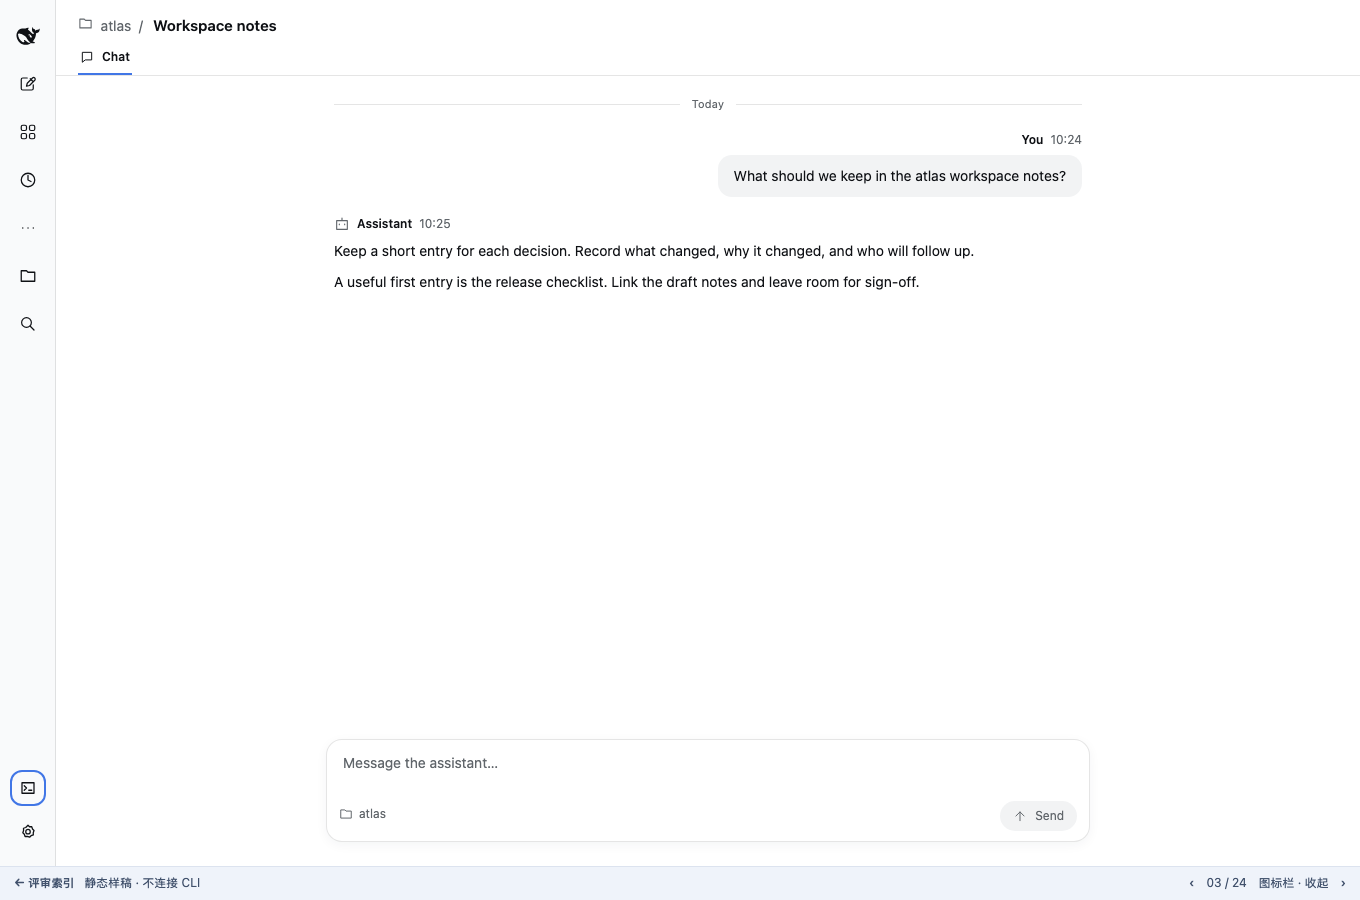 atlas / Workspace notes
Chat
Today
You 10:24
What should we keep in the atlas workspace notes?
Assistant 10:25
Keep a short entry for each decision. Record what changed, why it changed, and who will follow up.
A useful first entry is the release checklist. Link the draft notes and leave room for sign-off.
Message the assistant...
atlas
Send
← 评审索引 静态样稿 · 不连接 CLI
‹ 03 / 24 图标栏 · 收起 ›